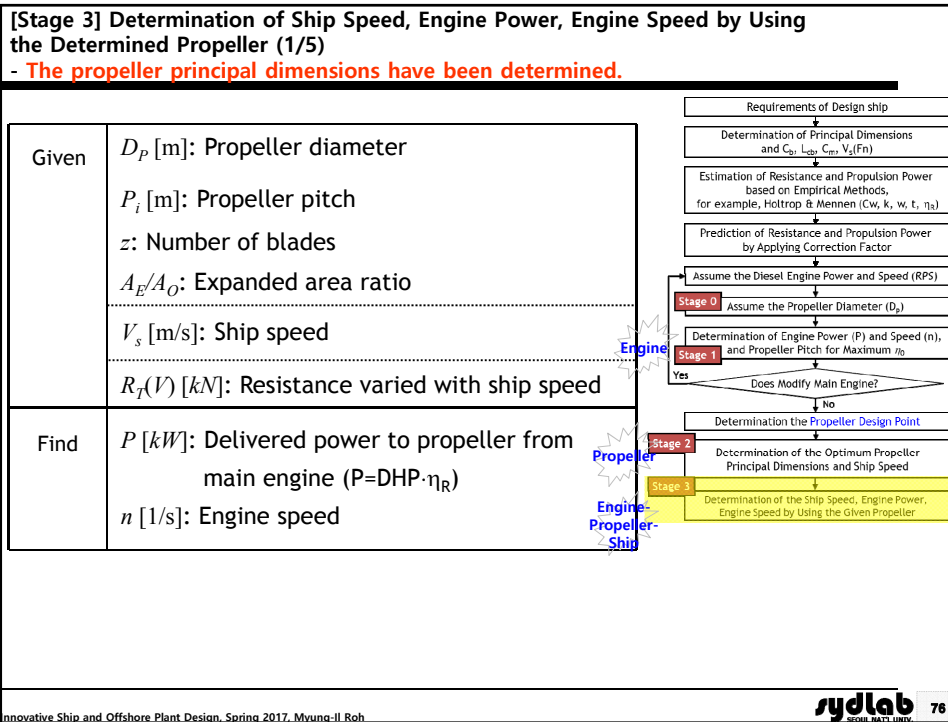 [Stage 3] Determination of Ship Speed, Engine Power, Engine Speed by Using
the Determined Propeller (1/5)
- The propeller principal dimensions have been determined.
Given
D_P [m]: Propeller diameter
P_i [m]: Propeller pitch
z: Number of blades
A_E/A_O: Expanded area ratio
V_s [m/s]: Ship speed
R_T(V) [kN]: Resistance varied with ship speed
Find
P [kW]: Delivered power to propeller from
main engine (P=DHP·η_R)
n [1/s]: Engine speed
Requirements of Design ship
Determination of Principal Dimensions
and C_b, L_cb, C_m, V_s(Fn)
Estimation of Resistance and Propulsion Power
based on Empirical Methods,
for example, Holtrop & Mennen (Cw, k, w, t, η_R)
Prediction of Resistance and Propulsion Power
by Applying Correction Factor
Assume the Diesel Engine Power and Speed (RPS)
Stage 0
Assume the Propeller Diameter (D_p)
Engine
Stage 1
Determination of Engine Power (P) and Speed (n),
and Propeller Pitch for Maximum η_0
Yes
Does Modify Main Engine?
No
Determination the Propeller Design Point
Propeller
Stage 2
Determination of the Optimum Propeller
Principal Dimensions and Ship Speed
Stage 3
Engine-
Propeller-
Ship
Determination of the Ship Speed, Engine Power,
Engine Speed by Using the Given Propeller
nnovative Ship and Offshore Plant Design, Spring 2017, Myung-Il Roh
sydlab
SEOUL NAT'L UNIV.
76